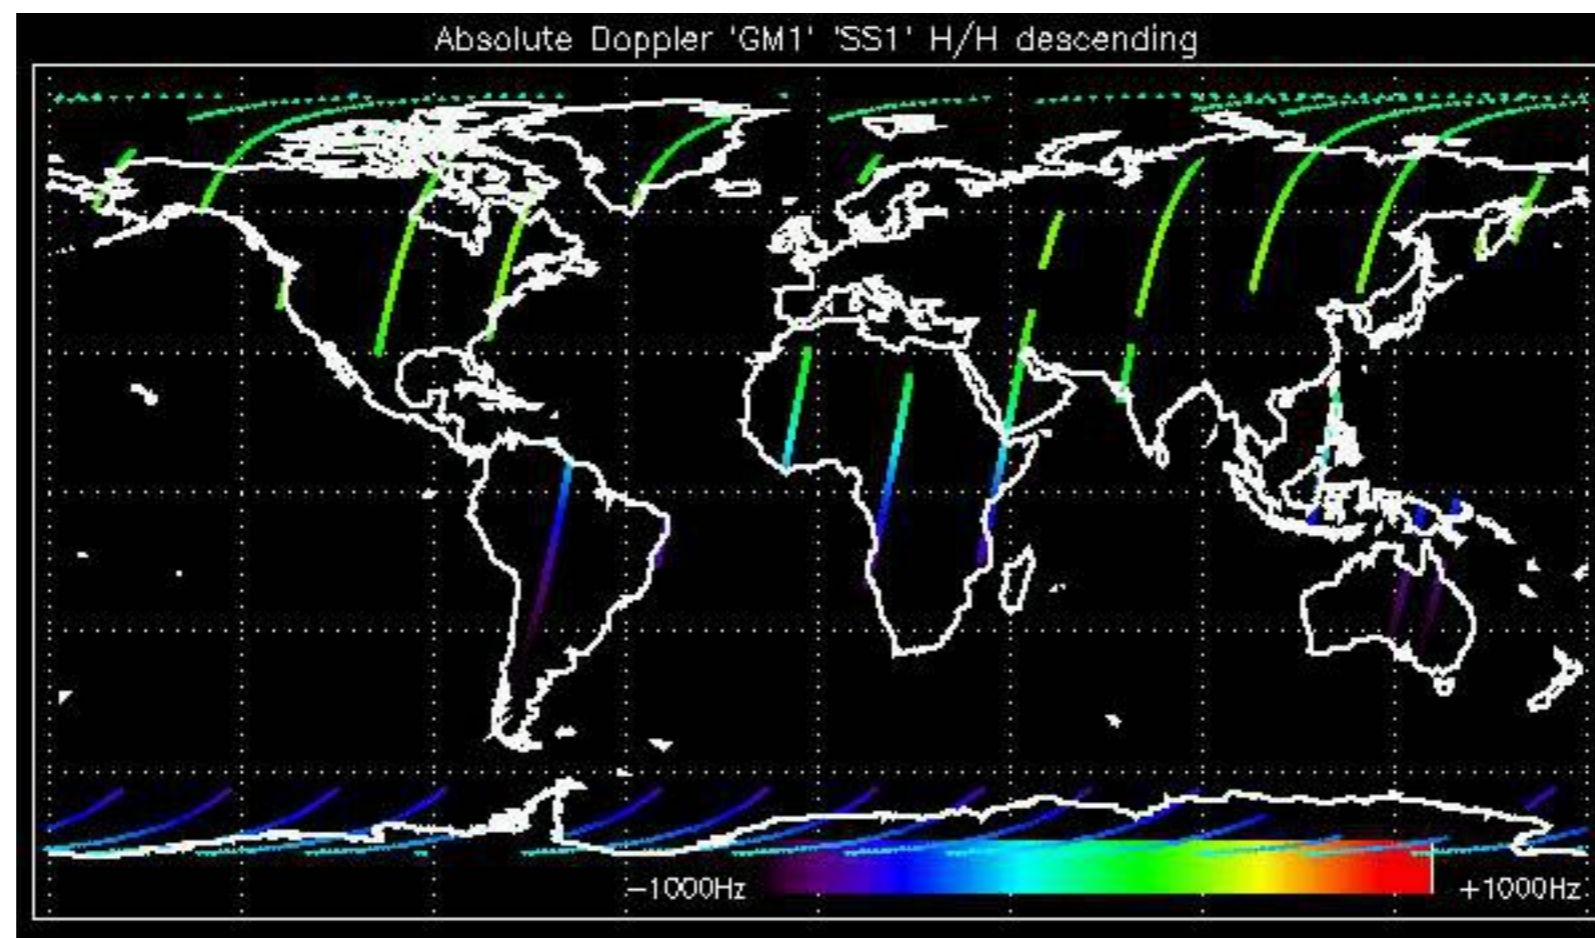 Absolute Doppler 'GM1' 'SS1' H/H descending
-1000Hz
+1000Hz